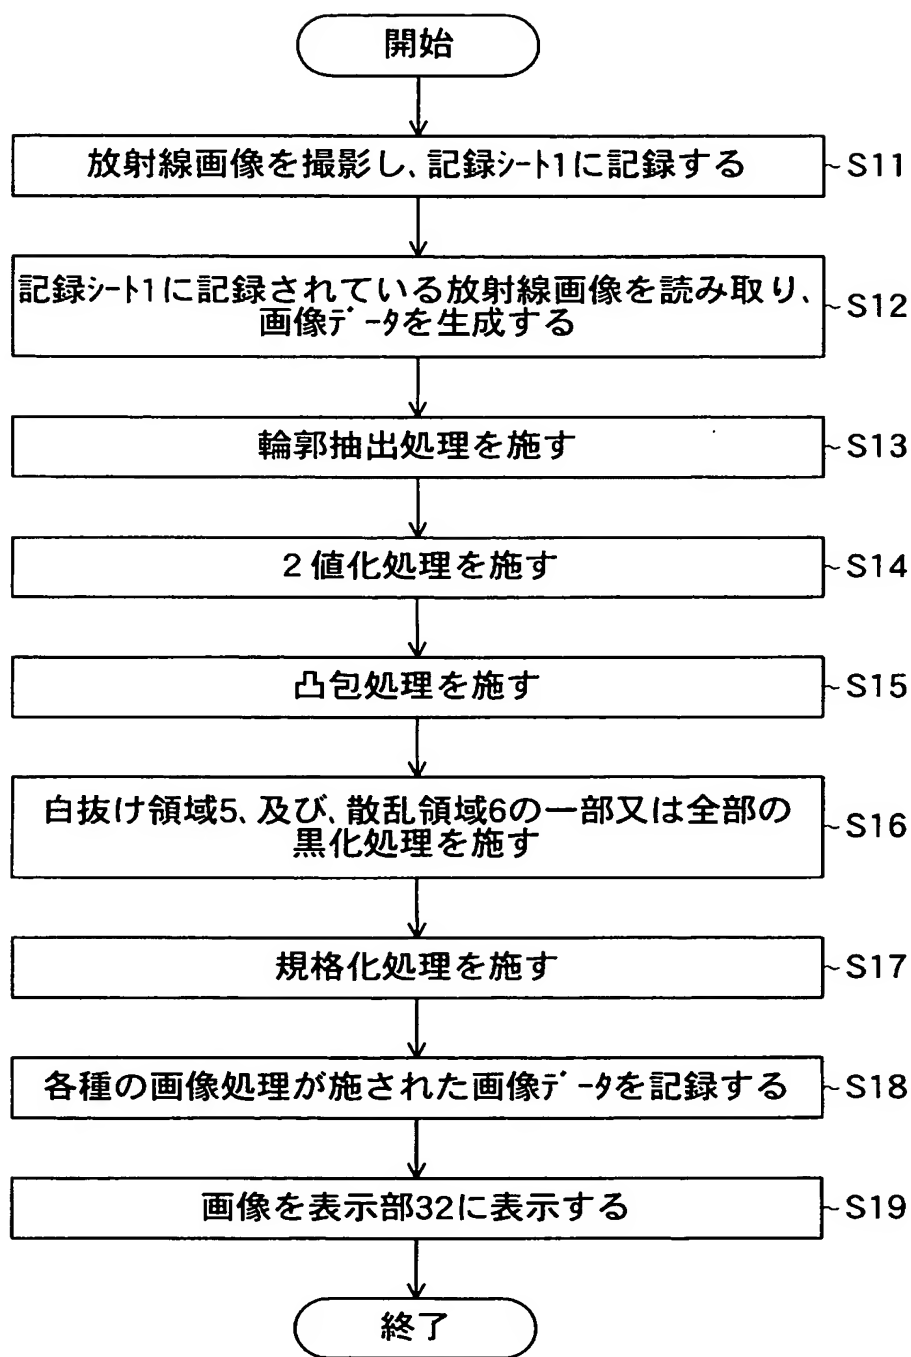 開始
放射線画像を撮影し、記録ｼｰﾄ1に記録する
~S11
記録ｼｰﾄ1に記録されている放射線画像を読み取り、
画像ﾃﾞｰﾀを生成する
~S12
輪郭抽出処理を施す
~S13
2値化処理を施す
~S14
凸包処理を施す
~S15
白抜け領域5、及び、散乱領域6の一部又は全部の
黒化処理を施す
~S16
規格化処理を施す
~S17
各種の画像処理が施された画像ﾃﾞｰﾀを記録する
~S18
画像を表示部32に表示する
~S19
終了